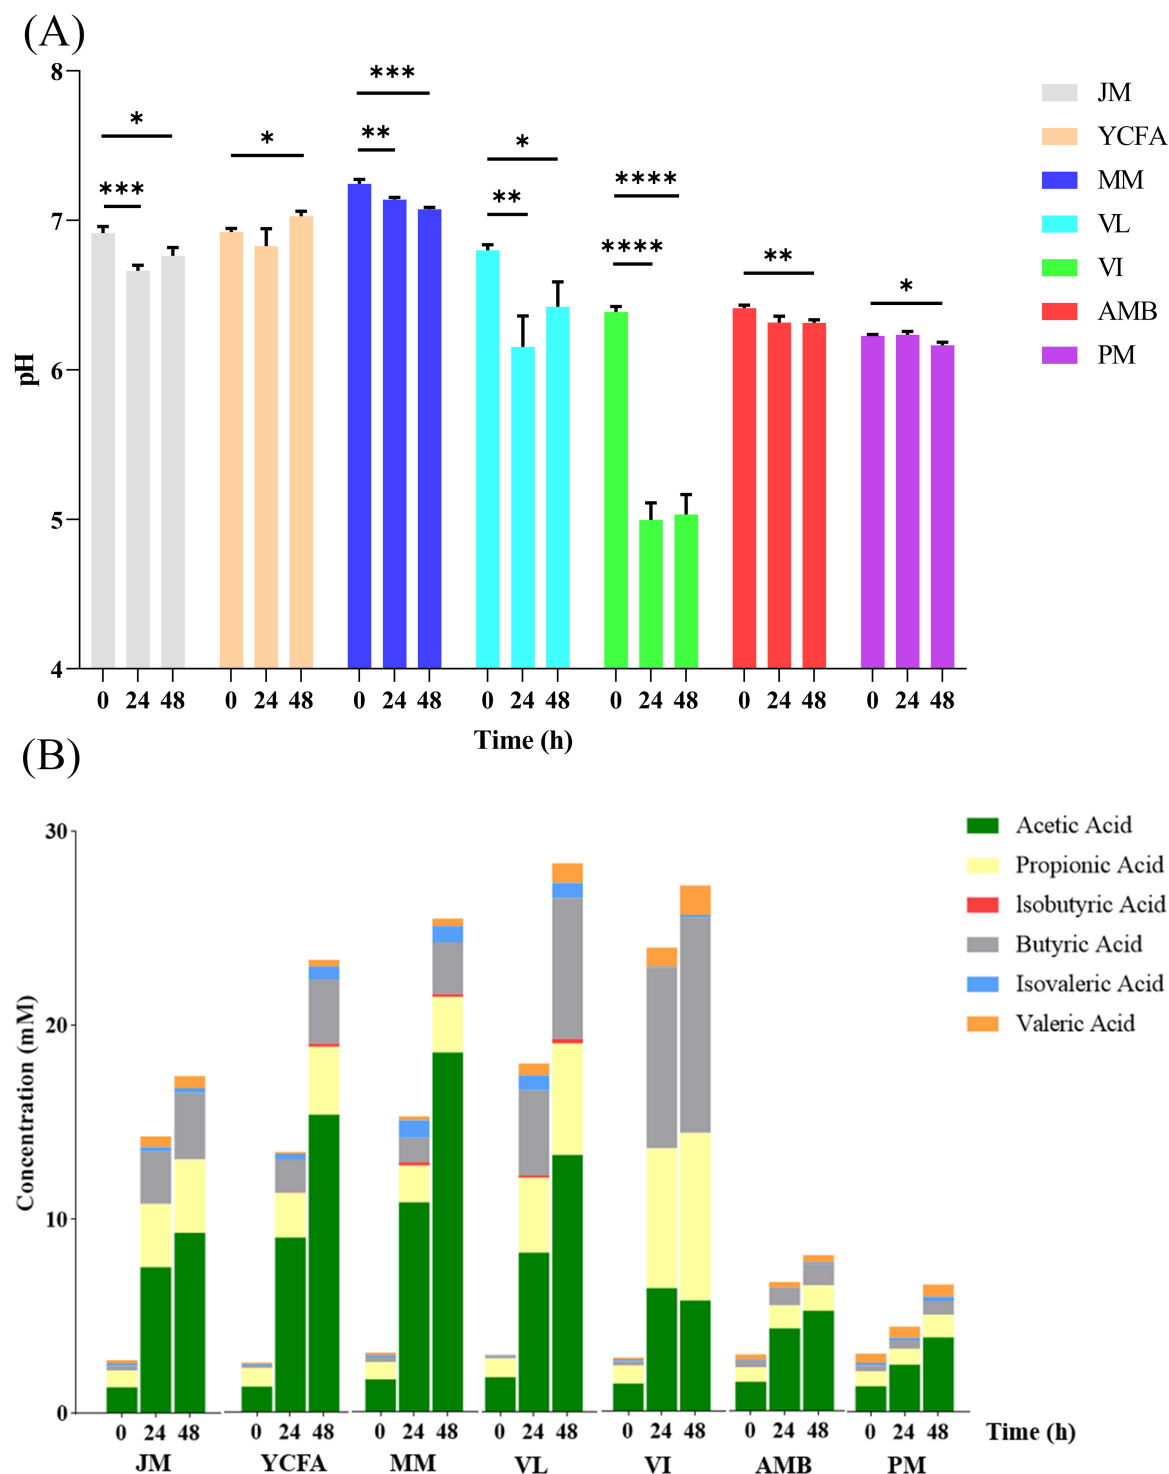 (A)
8
7
6
5
4
pH
*
***
*
***
**
*
**
****
****
**
*
0 24 48 0 24 48 0 24 48 0 24 48 0 24 48 0 24 48 0 24 48
Time (h)
JM
YCFA
MM
VL
VI
AMB
PM
(B)
30
20
10
0
Concentration (mM)
Acetic Acid
Propionic Acid
lsobutyric Acid
Butyric Acid
Isovaleric Acid
Valeric Acid
0 24 48 0 24 48 0 24 48 0 24 48 0 24 48 0 24 48 0 24 48 Time (h)
JM YCFA MM VL VI AMB PM